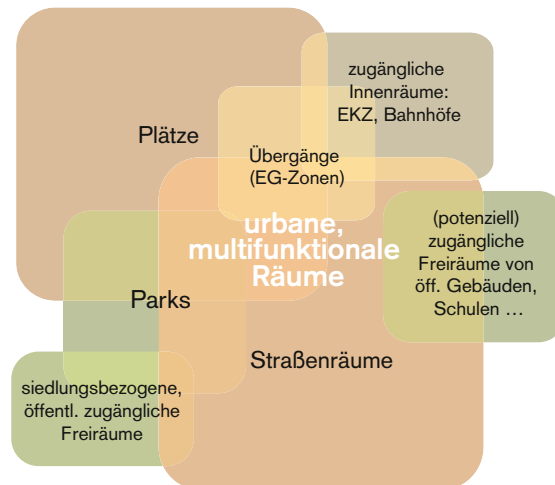 zugängliche
Innenräume:
EKZ, Bahnhöfe
Plätze
Übergänge
(EG-Zonen)
urbane,
multifunktionale
Räume
(potenziell)
zugängliche
Freiräume von
öff. Gebäuden,
Schulen …
Parks
Straßenräume
siedlungsbezogene,
öffentl. zugängliche
Freiräume